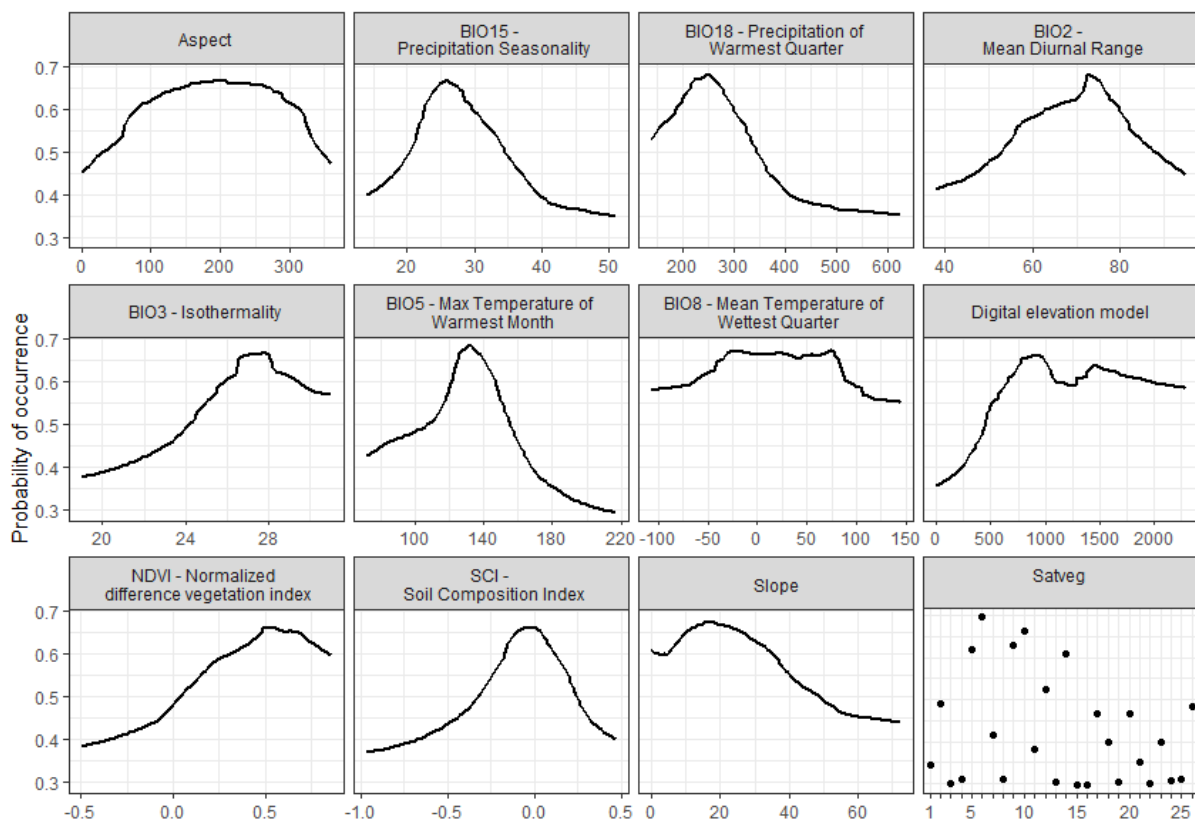 Aspect
BIO15 -
Precipitation Seasonality
BIO18 - Precipitation of
Warmest Quarter
BIO2 -
Mean Diurnal Range
0.7
0.6
0.5
0.4
0.3
0 100 200 300
20 30 40 50
200 300 400 500 600
40 60 80
BIO3 - Isothermality
BIO5 - Max Temperature of
Warmest Month
BIO8 - Mean Temperature of
Wettest Quarter
Digital elevation model
Probability of occurrence
0.7
0.6
0.5
0.4
0.3
20 24 28
100 140 180 220
-100 -50 0 50 100 150
0 500 1000 1500 2000
NDVI - Normalized
difference vegetation index
SCI -
Soil Composition Index
Slope
Satveg
0.7
0.6
0.5
0.4
0.3
-0.5 0.0 0.5
-1.0 -0.5 0.0 0.5
0 20 40 60
1 5 10 15 20 25